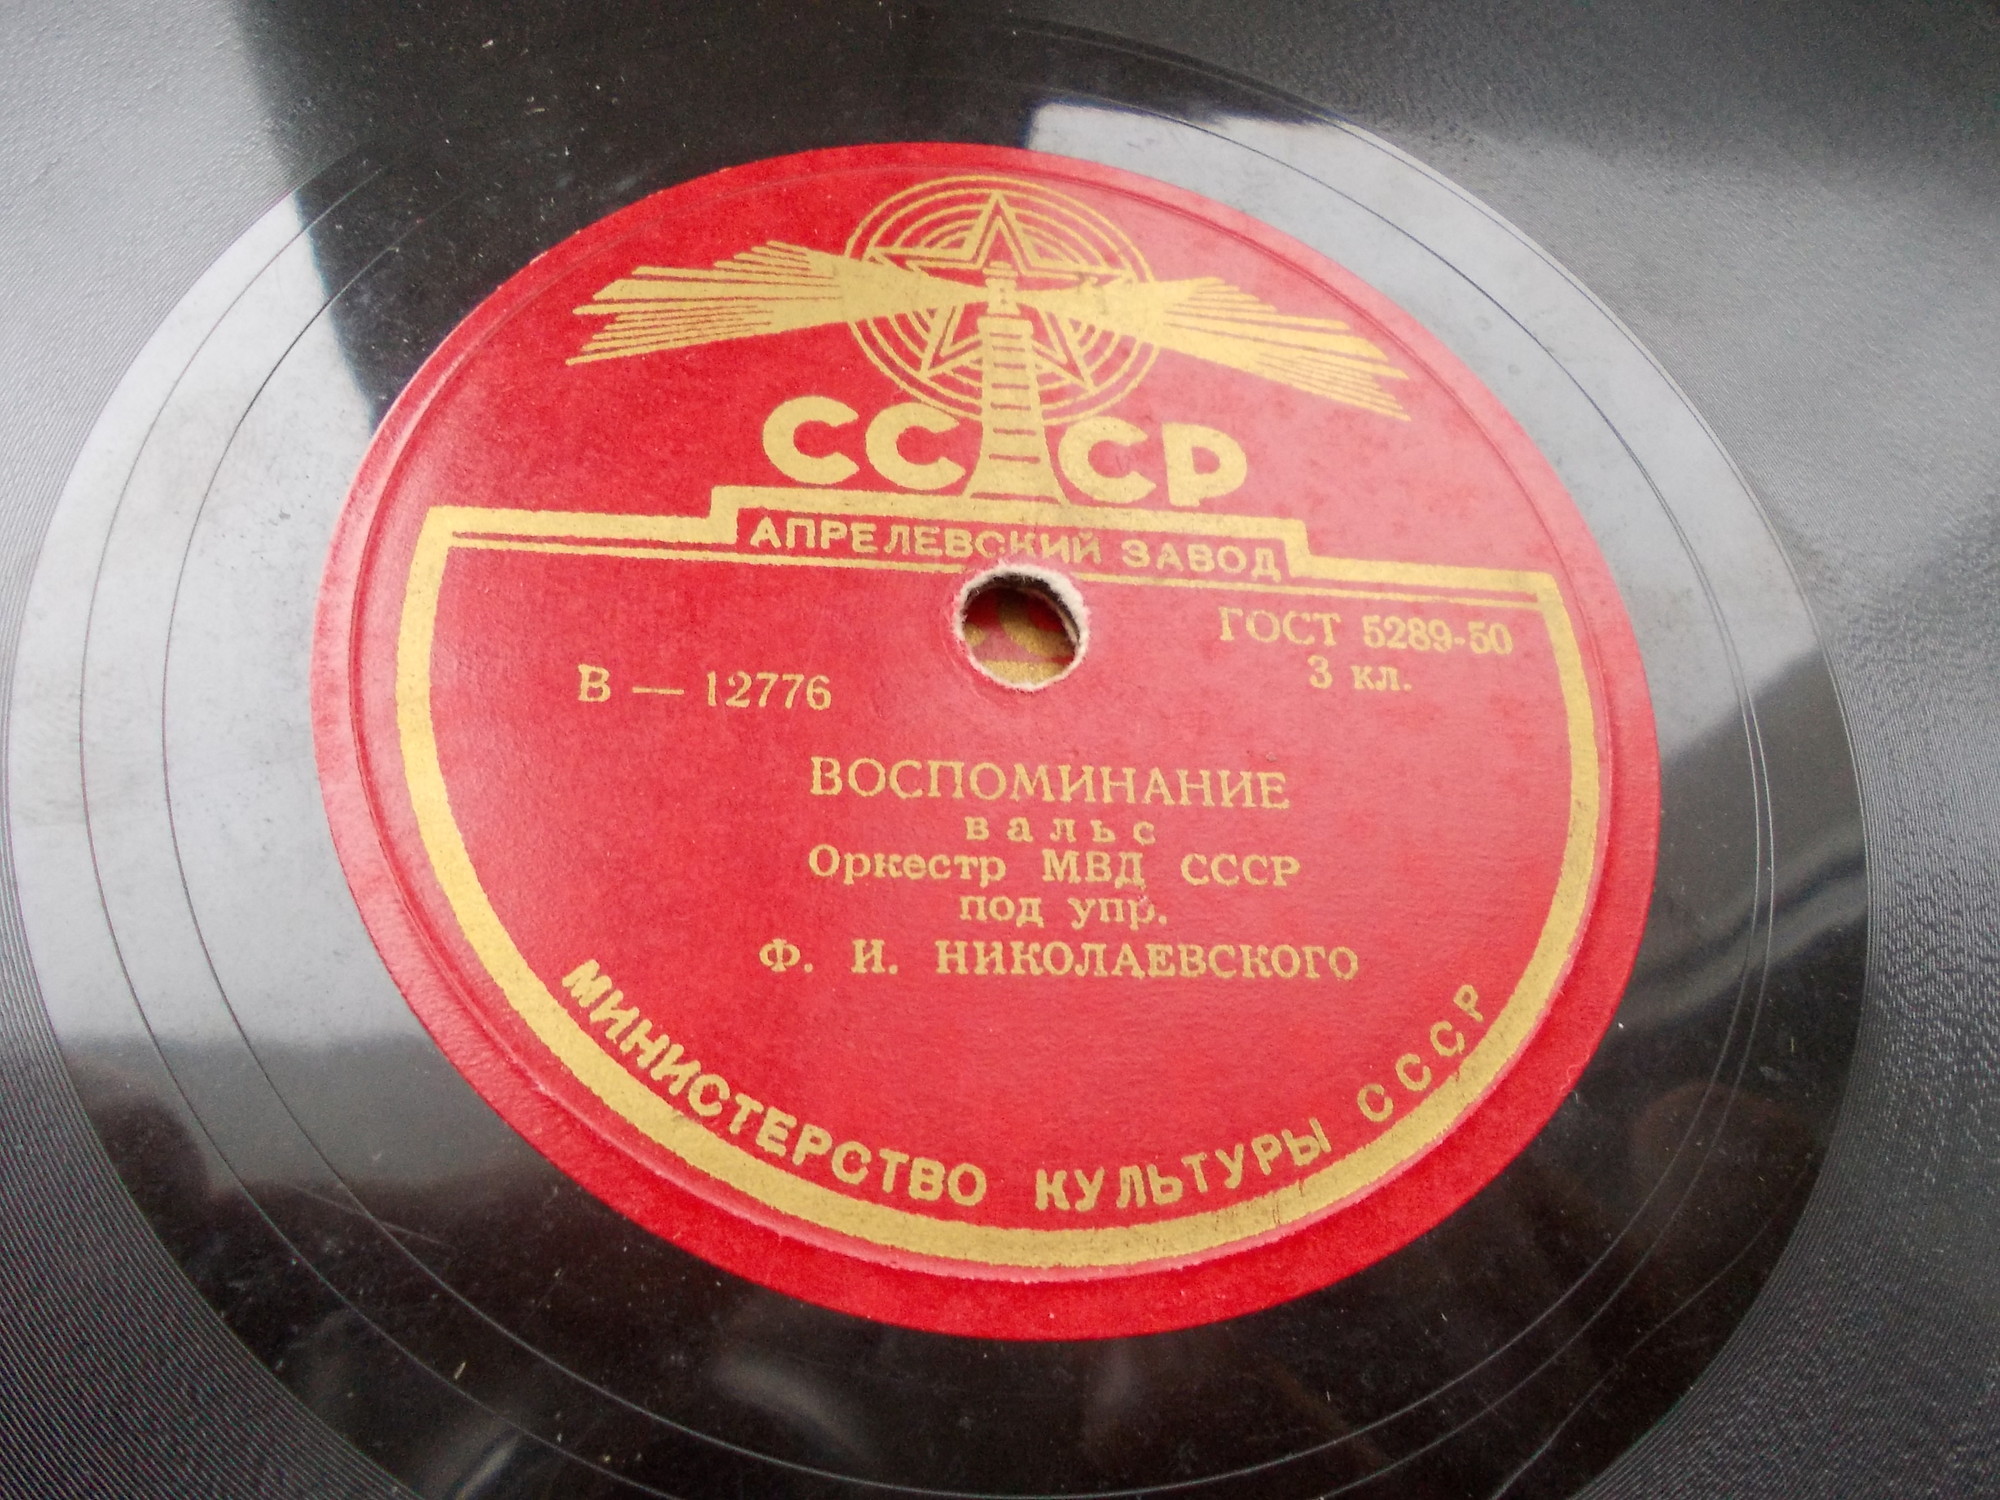 СССР
АПРЕЛЕВСКИЙ ЗАВОД
ГОСТ 5289-50
3 кл.
В — 12776
ВОСПОМИНАНИЕ
вальс
Оркестр МВД СССР
под упр.
Ф. И. НИКОЛАЕВСКОГО
МИНИСТЕРСТВО КУЛЬТУРЫ СССР